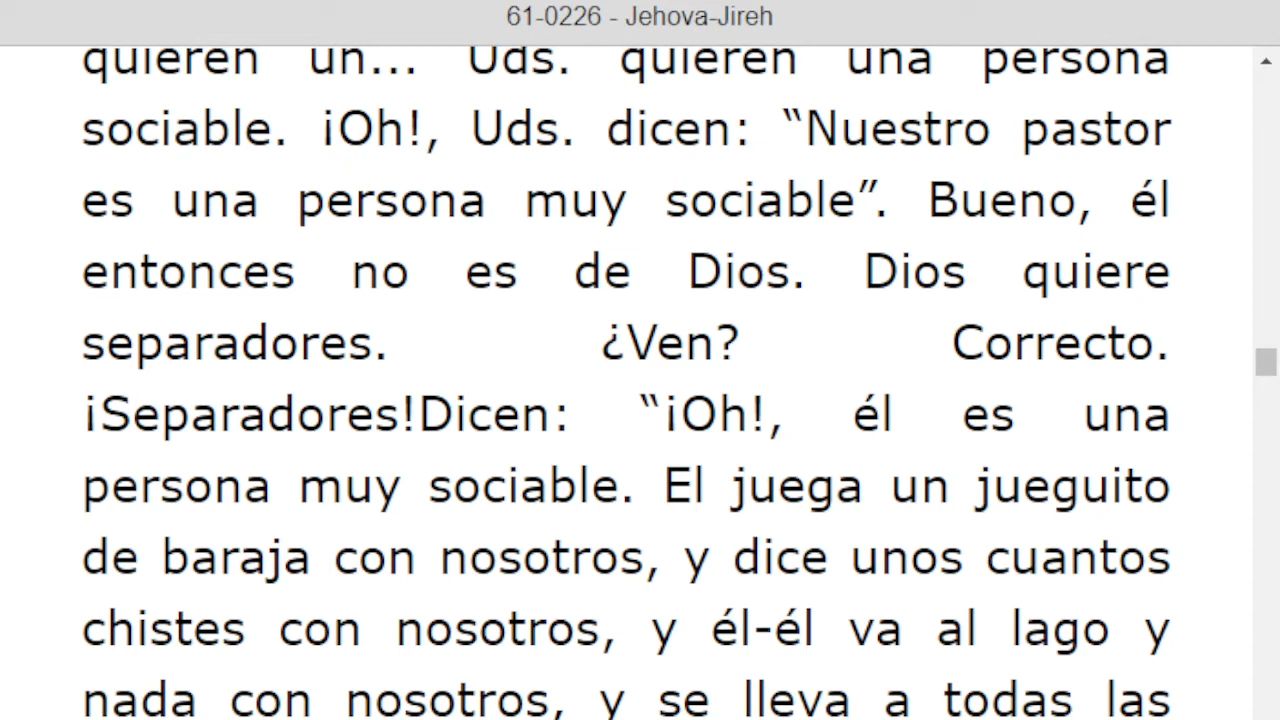 61-0226 - Jehova-Jireh
quieren un... Uds. quieren una persona
sociable. ¡Oh!, Uds. dicen: “Nuestro pastor
es una persona muy sociable”. Bueno, él
entonces no es de Dios. Dios quiere
separadores. ¿Ven? Correcto.
¡Separadores!Dicen: “¡Oh!, él es una
persona muy sociable. El juega un jueguito
de baraja con nosotros, y dice unos cuantos
chistes con nosotros, y él-él va al lago y
nada con nosotros, y se lleva a todas las